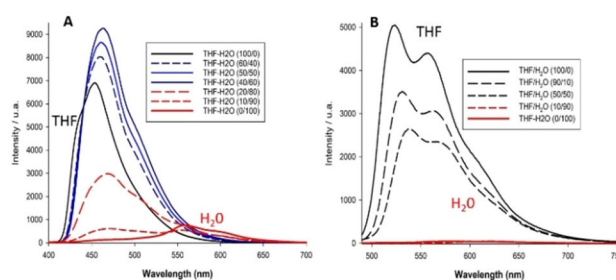 A
Intensity / u.a.
9000
8000
7000
6000
5000
4000
3000
2000
1000
0
THF
THF-H2O (100/0)
THF-H2O (60/40)
THF-H2O (50/50)
THF-H2O (40/60)
THF-H2O (20/80)
THF-H2O (10/90)
THF-H2O (0/100)
H₂0
400
450
500
550
600
650
700
Wavelength (nm)
B
Intensity / u.a.
5000
4000
3000
2000
1000
0
THF
THF/H₂O (100/0)
THF/H₂O (90/10)
THF/H₂O (50/50)
THF/H₂O (10/90)
THF-H2O (0/100)
H₂0
500
550
600
650
700
Wavelength (nm)